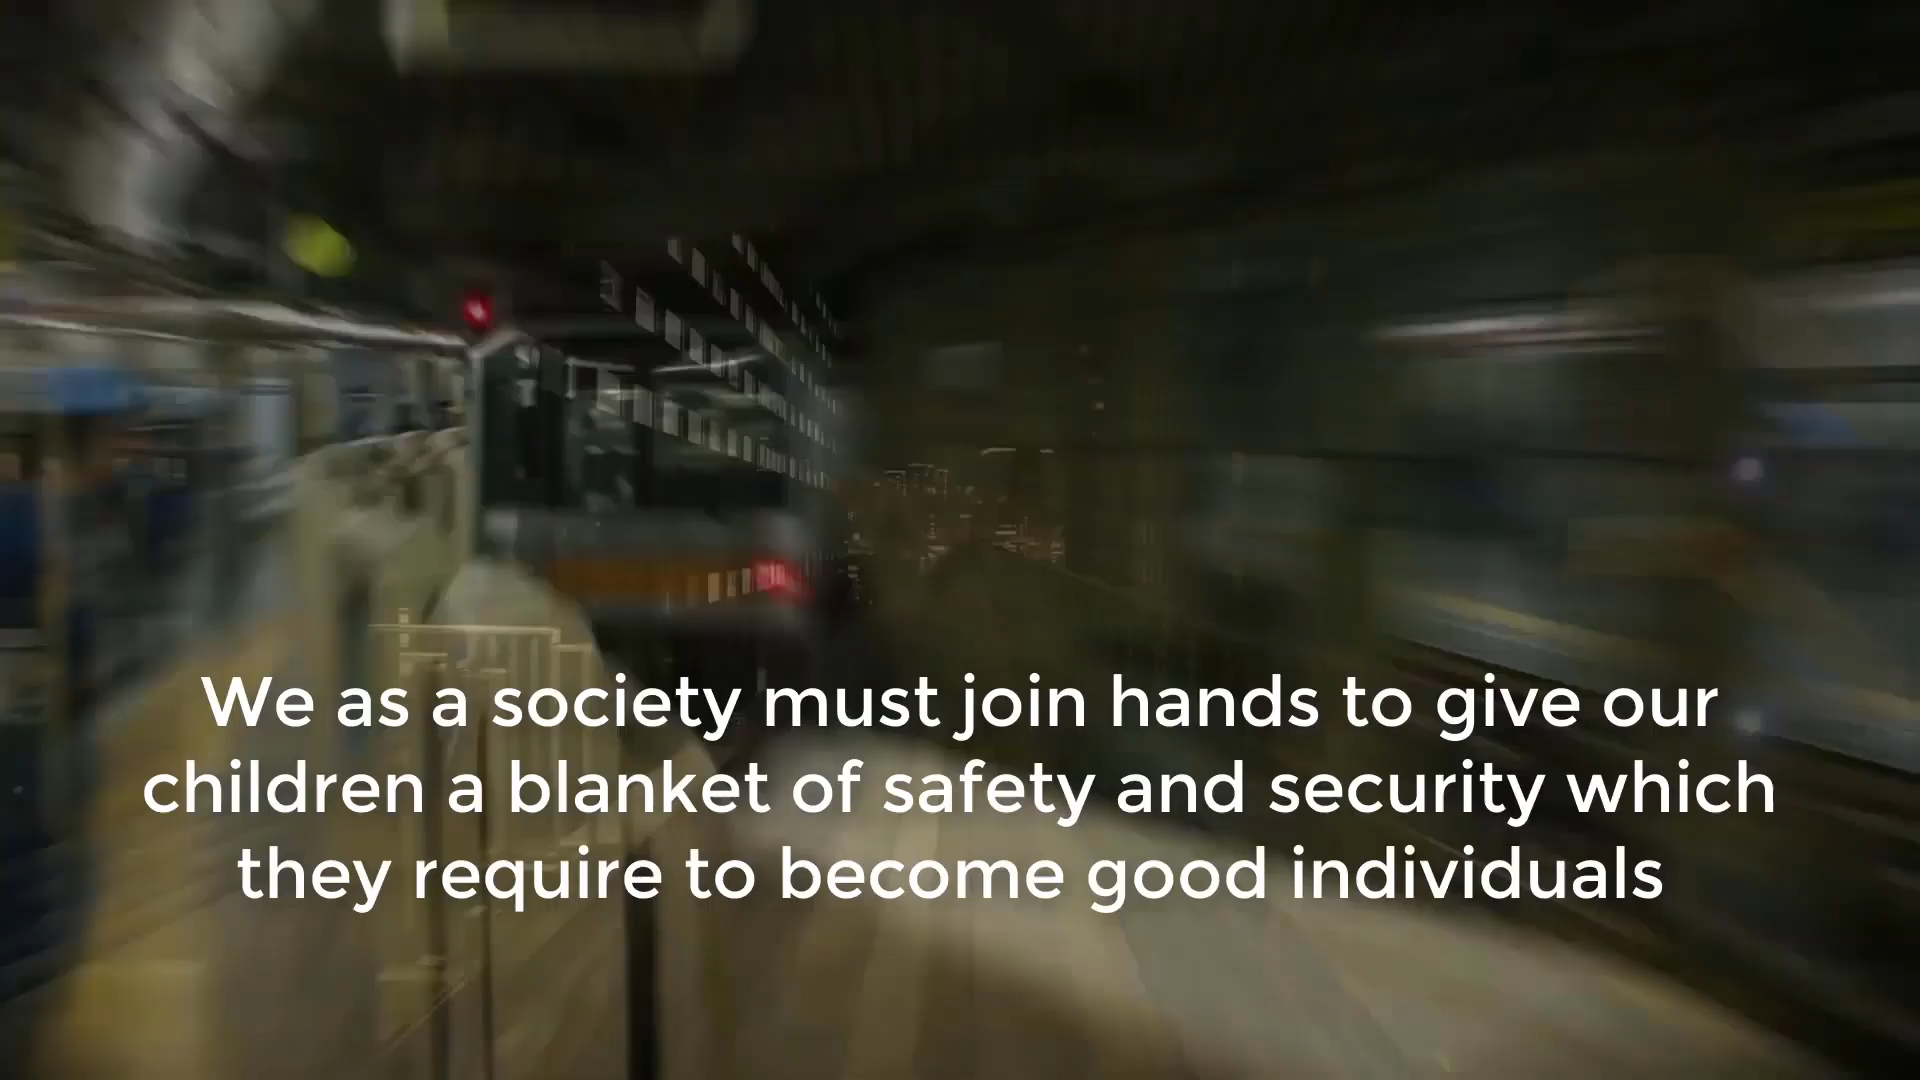 We as a society must join hands to give our
children a blanket of safety and security which
they require to become good individuals